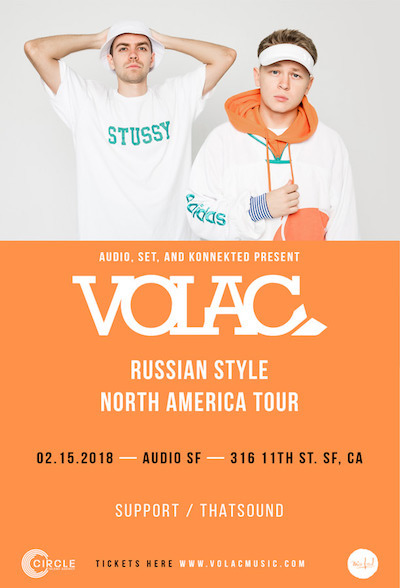 STUSSY
adidas
AUDIO, SET, AND KONNEKTED PRESENT
VOLAC
RUSSIAN STYLE
NORTH AMERICA TOUR
02.15.2018 — AUDIO SF — 316 11TH ST. SF, CA
SUPPORT / THATSOUND
CIRCLE
TICKETS HERE WWW.VOLACMUSIC.COM